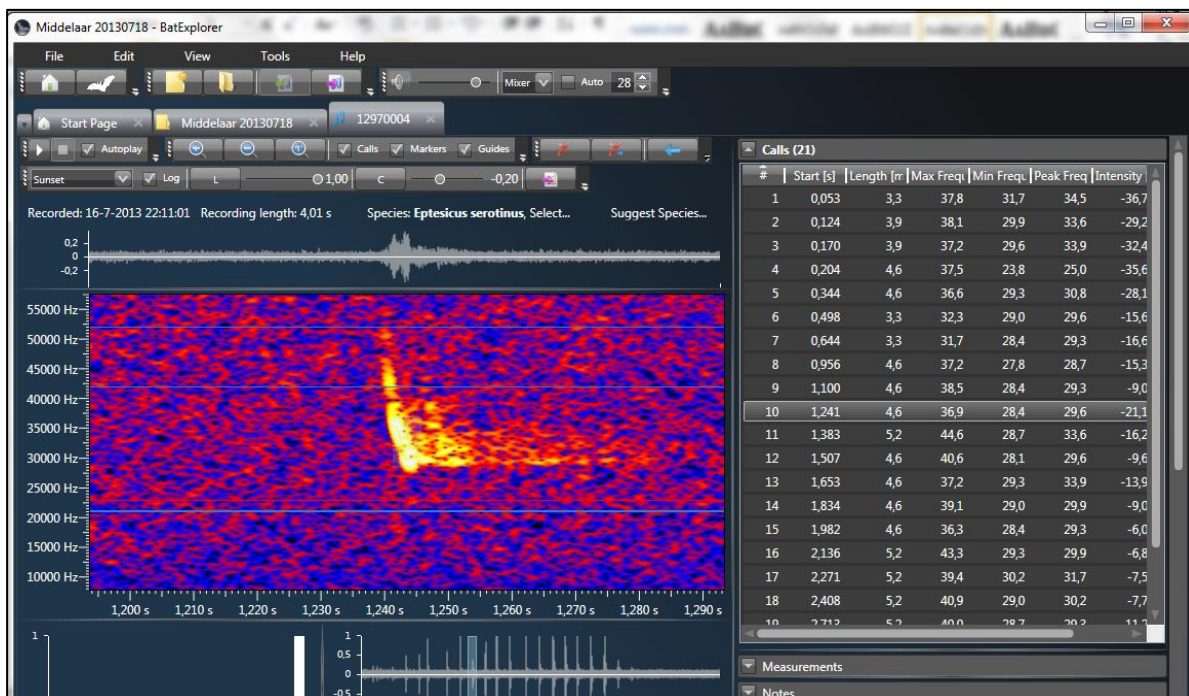 Middelaar 20130718 - BatExplorer
File Edit View Tools Help
Mixer Auto 28
Start Page Middelaar 20130718 12970004
Autoplay Calls Markers Guides
Sunset Log L 1,00 C -0,20
Recorded: 16-7-2013 22:11:01 Recording length: 4,01 s Species: Eptesicus serotinus, Select... Suggest Species...
0,2
0
-0,2
55000 Hz
50000 Hz
45000 Hz
40000 Hz
35000 Hz
30000 Hz
25000 Hz
20000 Hz
15000 Hz
10000 Hz
1,200 s 1,210 s 1,220 s 1,230 s 1,240 s 1,250 s 1,260 s 1,270 s 1,280 s 1,290 s
1
1
0,5
0
-0,5
Calls (21)
# Start [s] Length [m Max Frequ Min Frequ Peak Freq Intensity
1 0,053 3,3 37,8 31,7 34,5 -36,7
2 0,124 3,9 38,1 29,9 33,6 -29,2
3 0,170 3,9 37,2 29,6 33,9 -32,4
4 0,204 4,6 37,5 23,8 25,0 -35,6
5 0,344 4,6 36,6 29,3 30,8 -28,1
6 0,498 3,3 32,3 29,0 29,6 -15,6
7 0,644 3,3 31,7 28,4 29,3 -16,6
8 0,956 4,6 37,2 27,8 28,7 -15,3
9 1,100 4,6 38,5 28,4 29,3 -9,0
10 1,241 4,6 36,9 28,4 29,6 -21,1
11 1,383 5,2 44,6 28,7 33,6 -16,2
12 1,507 4,6 40,6 28,1 29,6 -9,6
13 1,653 4,6 37,2 29,3 33,9 -13,9
14 1,834 4,6 39,1 29,0 29,9 -9,0
15 1,982 4,6 36,3 28,4 29,3 -6,0
16 2,136 5,2 43,3 29,3 29,9 -6,8
17 2,271 5,2 39,4 30,2 31,7 -7,5
18 2,408 5,2 40,9 29,0 30,2 -7,7
19 2,713 5,2 40,0 28,7 29,3 -11,2
Measurements
Notes